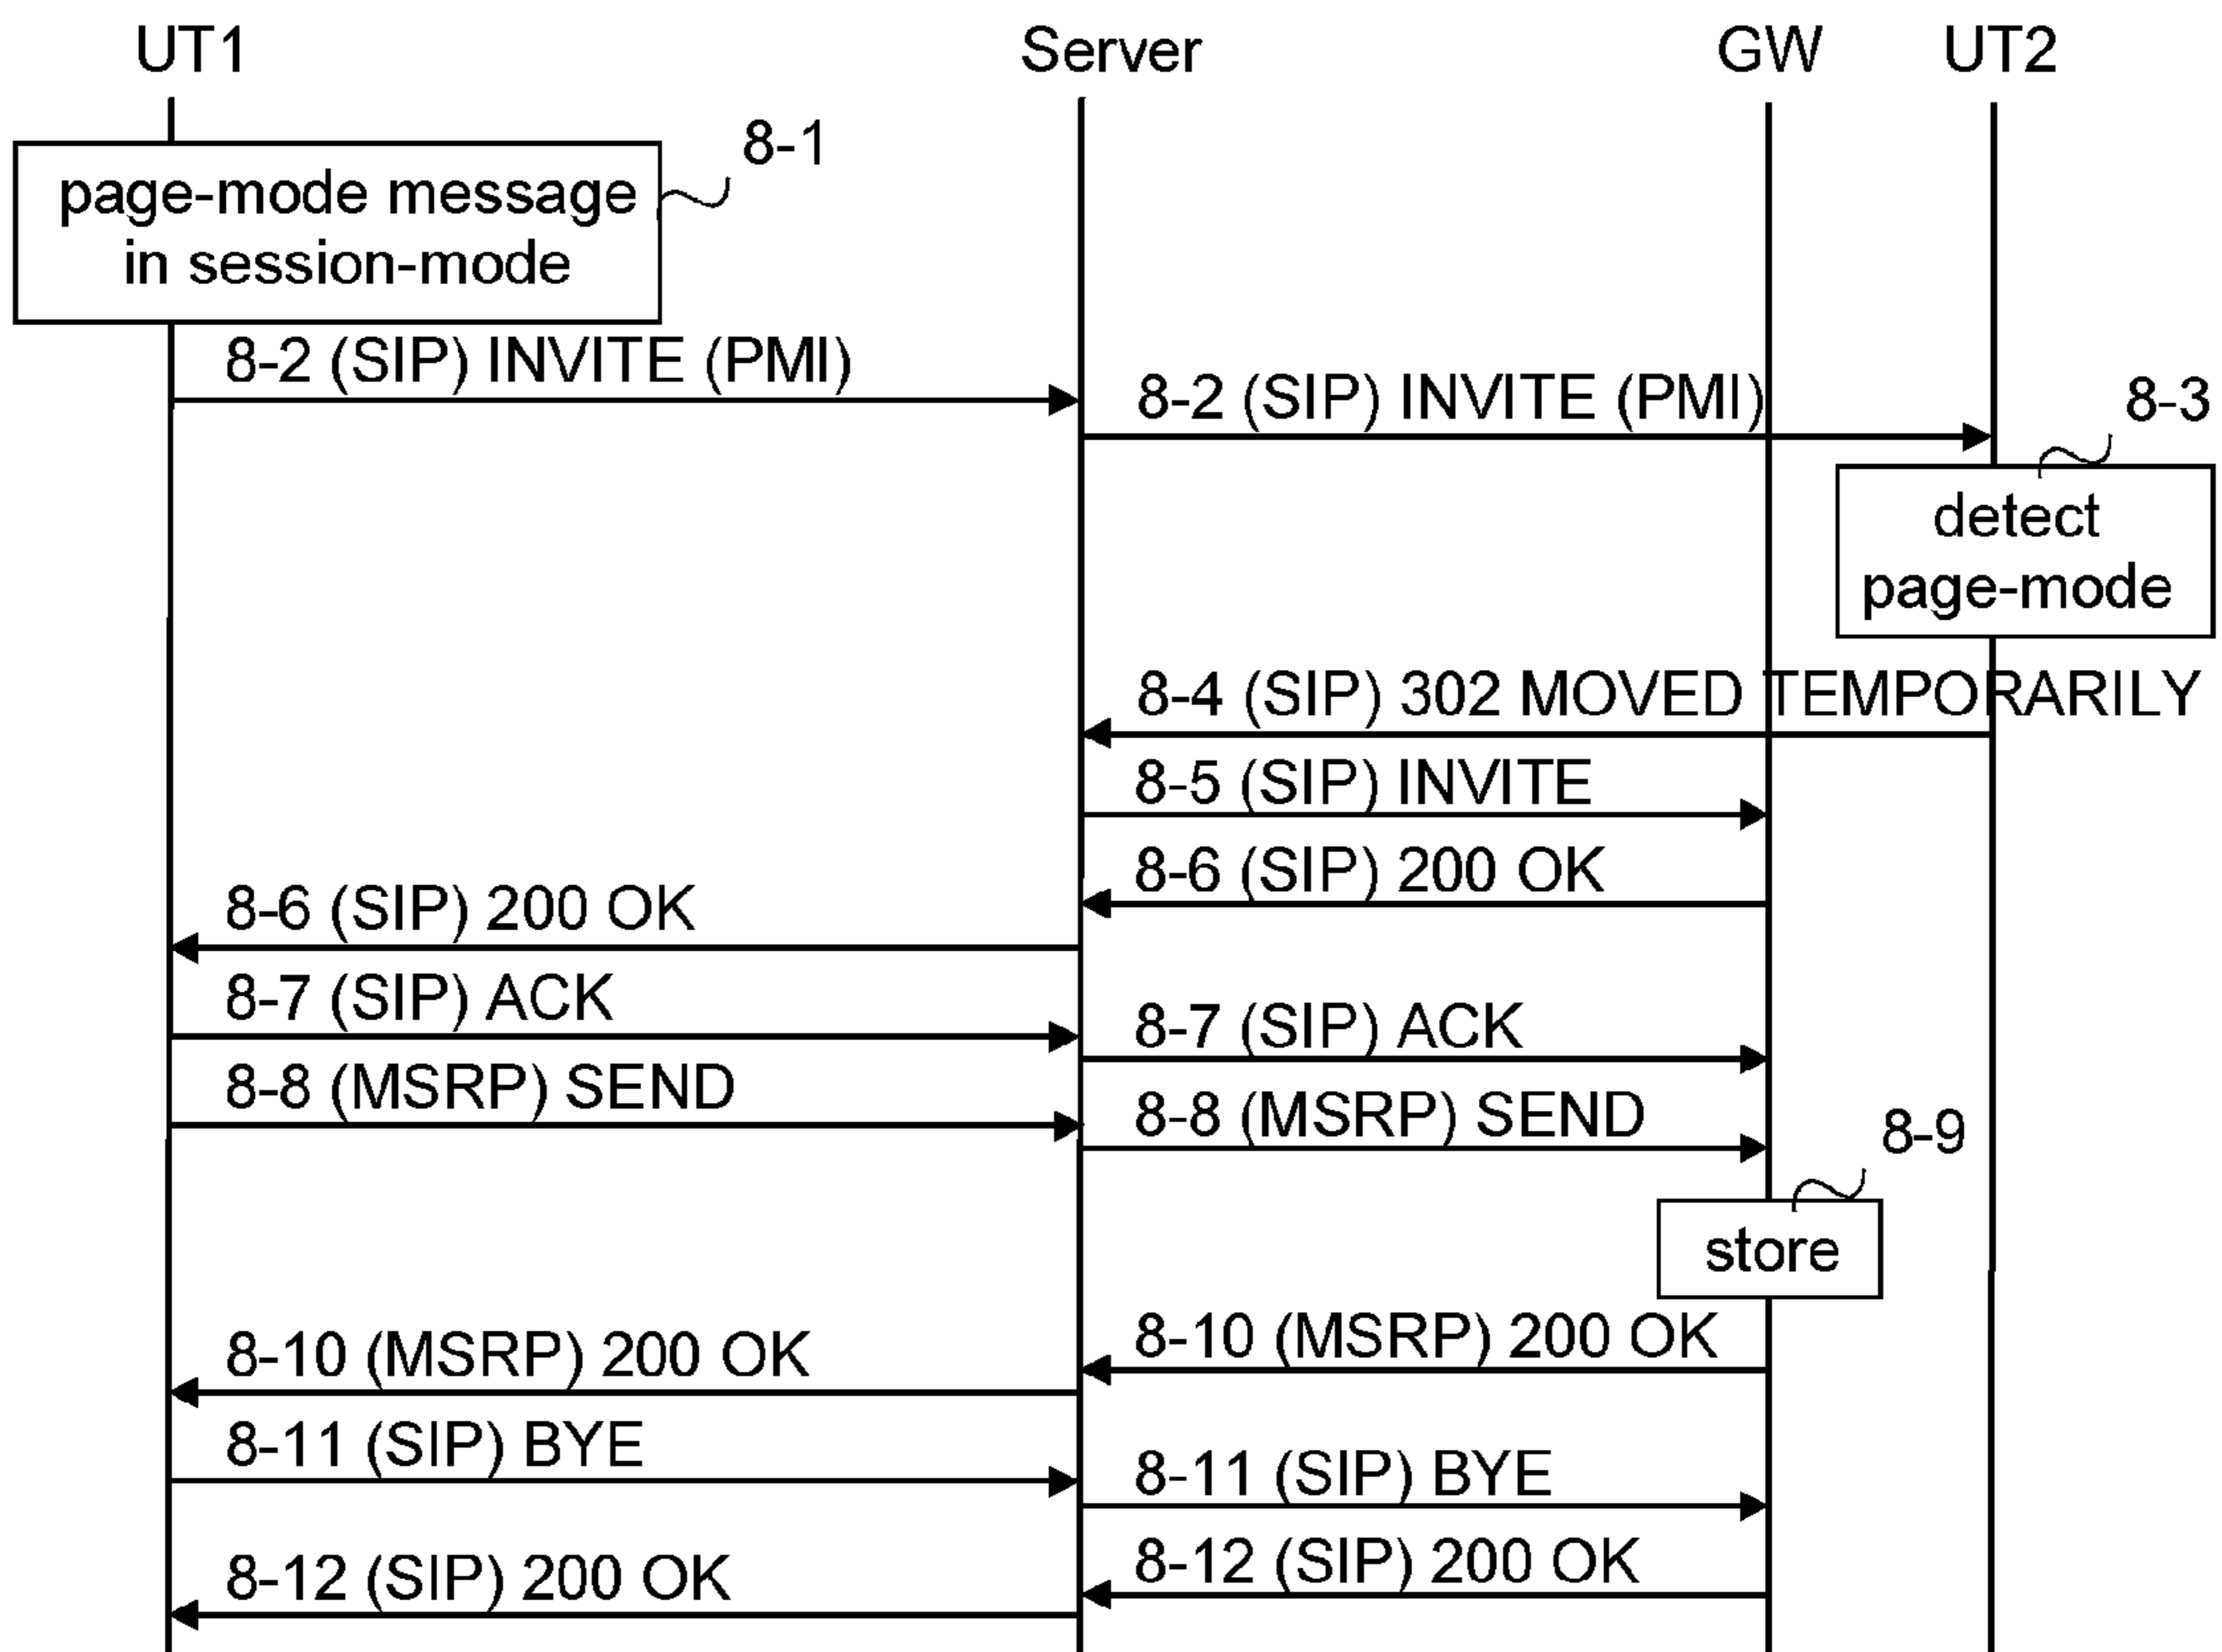 UT1
Server
GW
UT2
8-1
page-mode message
in session-mode
8-2 (SIP) INVITE (PMI)
8-2 (SIP) INVITE (PMI)
8-3
detect
page-mode
8-4 (SIP) 302 MOVED TEMPORARILY
8-5 (SIP) INVITE
8-6 (SIP) 200 OK
8-6 (SIP) 200 OK
8-7 (SIP) ACK
8-7 (SIP) ACK
8-8 (MSRP) SEND
8-8 (MSRP) SEND
8-9
store
8-10 (MSRP) 200 OK
8-10 (MSRP) 200 OK
8-11 (SIP) BYE
8-11 (SIP) BYE
8-12 (SIP) 200 OK
8-12 (SIP) 200 OK